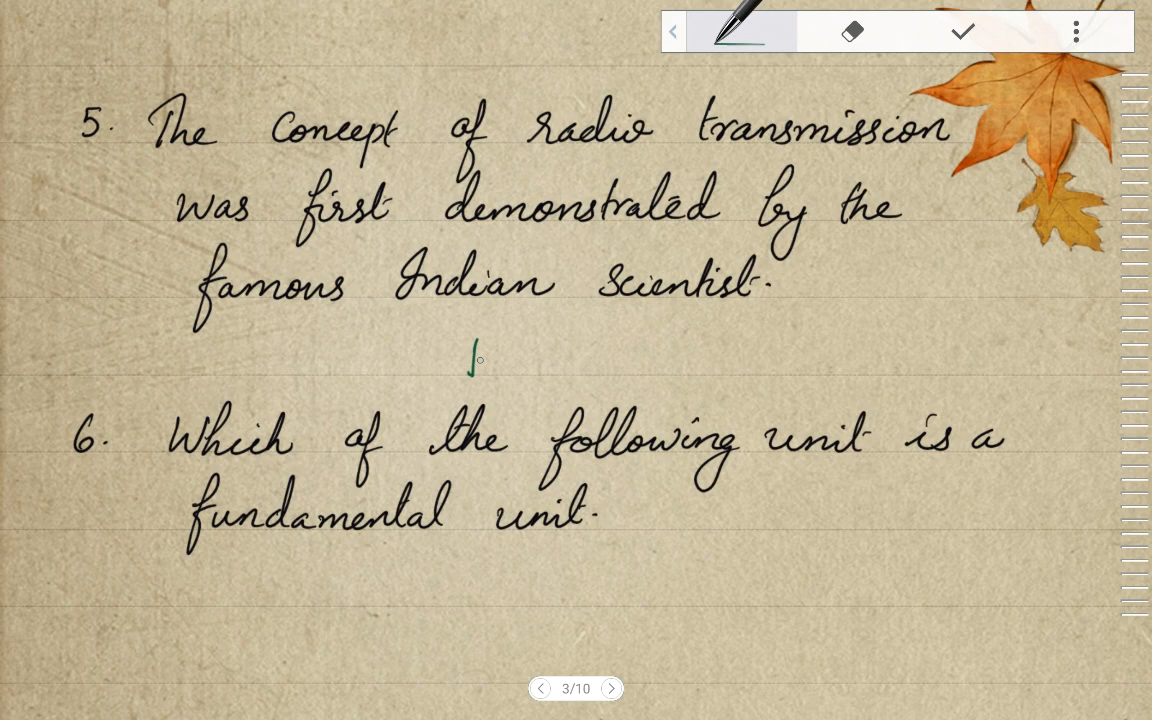 5. The Concept of radio transmission
was first demonstrated by the
famous Indian Scientist.
6. Which of the following unit is a
fundamental unit.
3/10